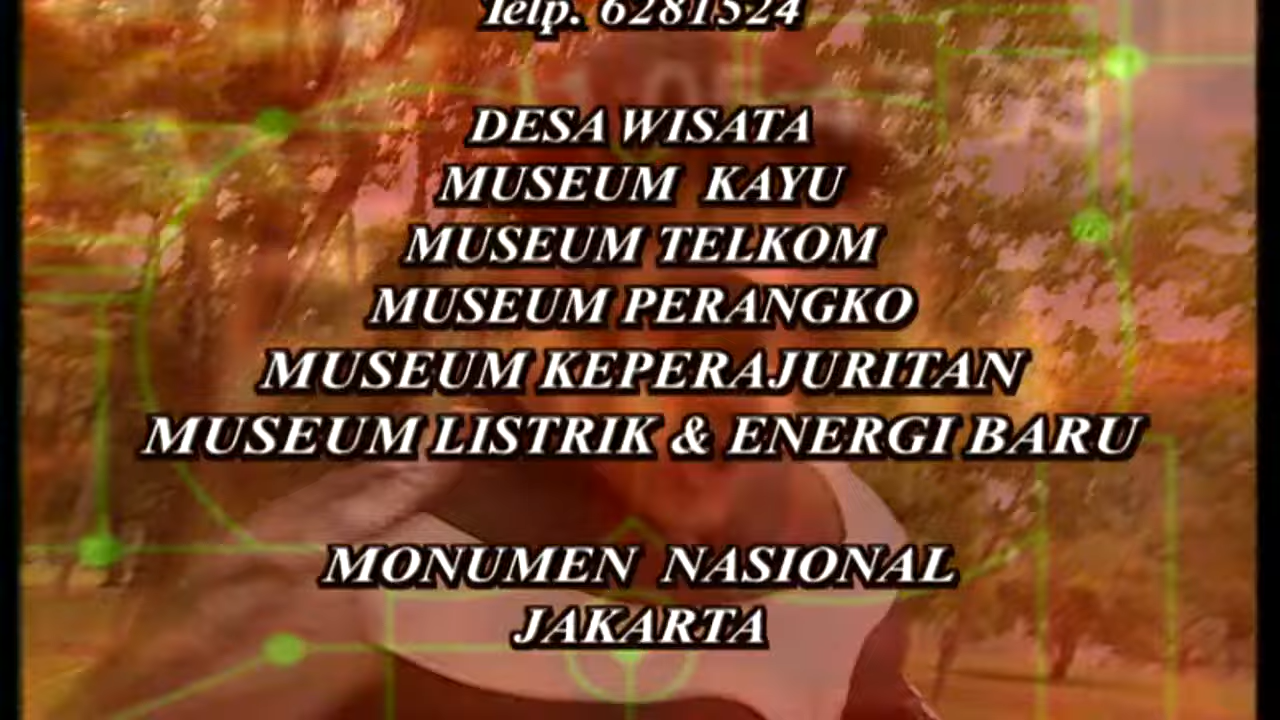 Telp. 6281524
DESA WISATA
MUSEUM KAYU
MUSEUM TELKOM
MUSEUM PERANGKO
MUSEUM KEPERAJURITAN
MUSEUM LISTRIK & ENERGI BARU
MONUMEN NASIONAL
JAKARTA